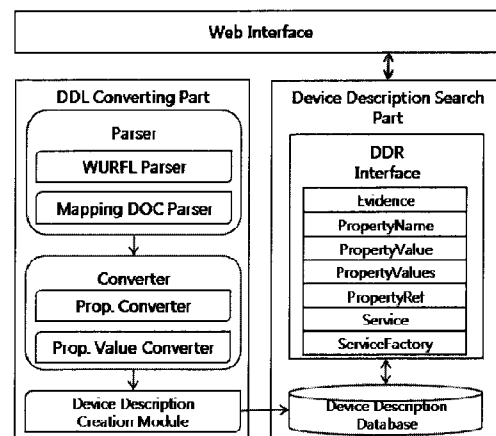 Web Interface
DDL Converting Part
Parser
WURFL Parser
Mapping DOC Parser
Converter
Prop. Converter
Prop. Value Converter
Device Description
Creation Module
Device Description Search
Part
DDR
Interface
Evidence
PropertyName
PropertyValue
PropertyValues
PropertyRef
Service
ServiceFactory
Device Description
Database